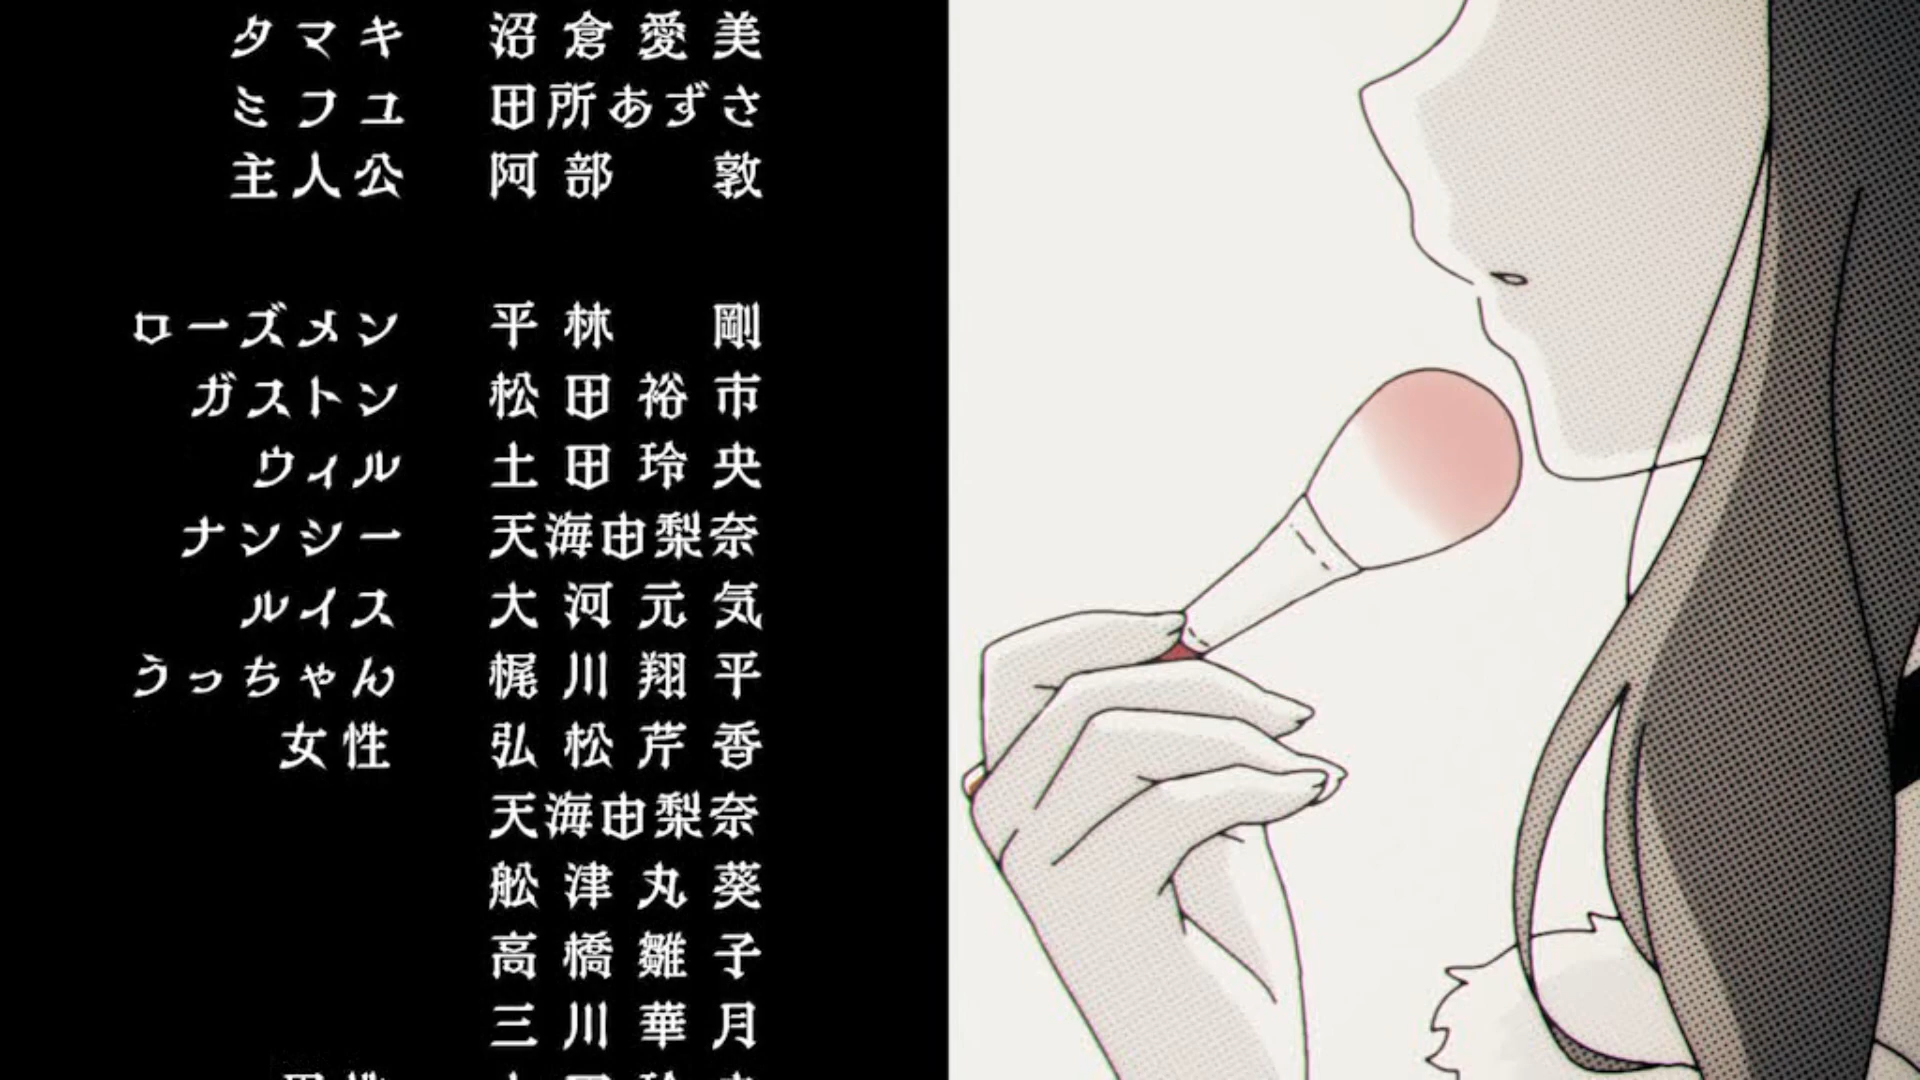 タマキ 沼倉愛美
ミフユ 田所あずさ
主人公 阿部 敦
ローズメン 平林 剛
ガストン 松田裕市
ウィル 土田玲央
ナンシー 天海由梨奈
ルイス 大河元気
うっちゃん 梶川翔平
女性 弘松芹香
天海由梨奈
舩津丸葵
高橋雛子
三川華月